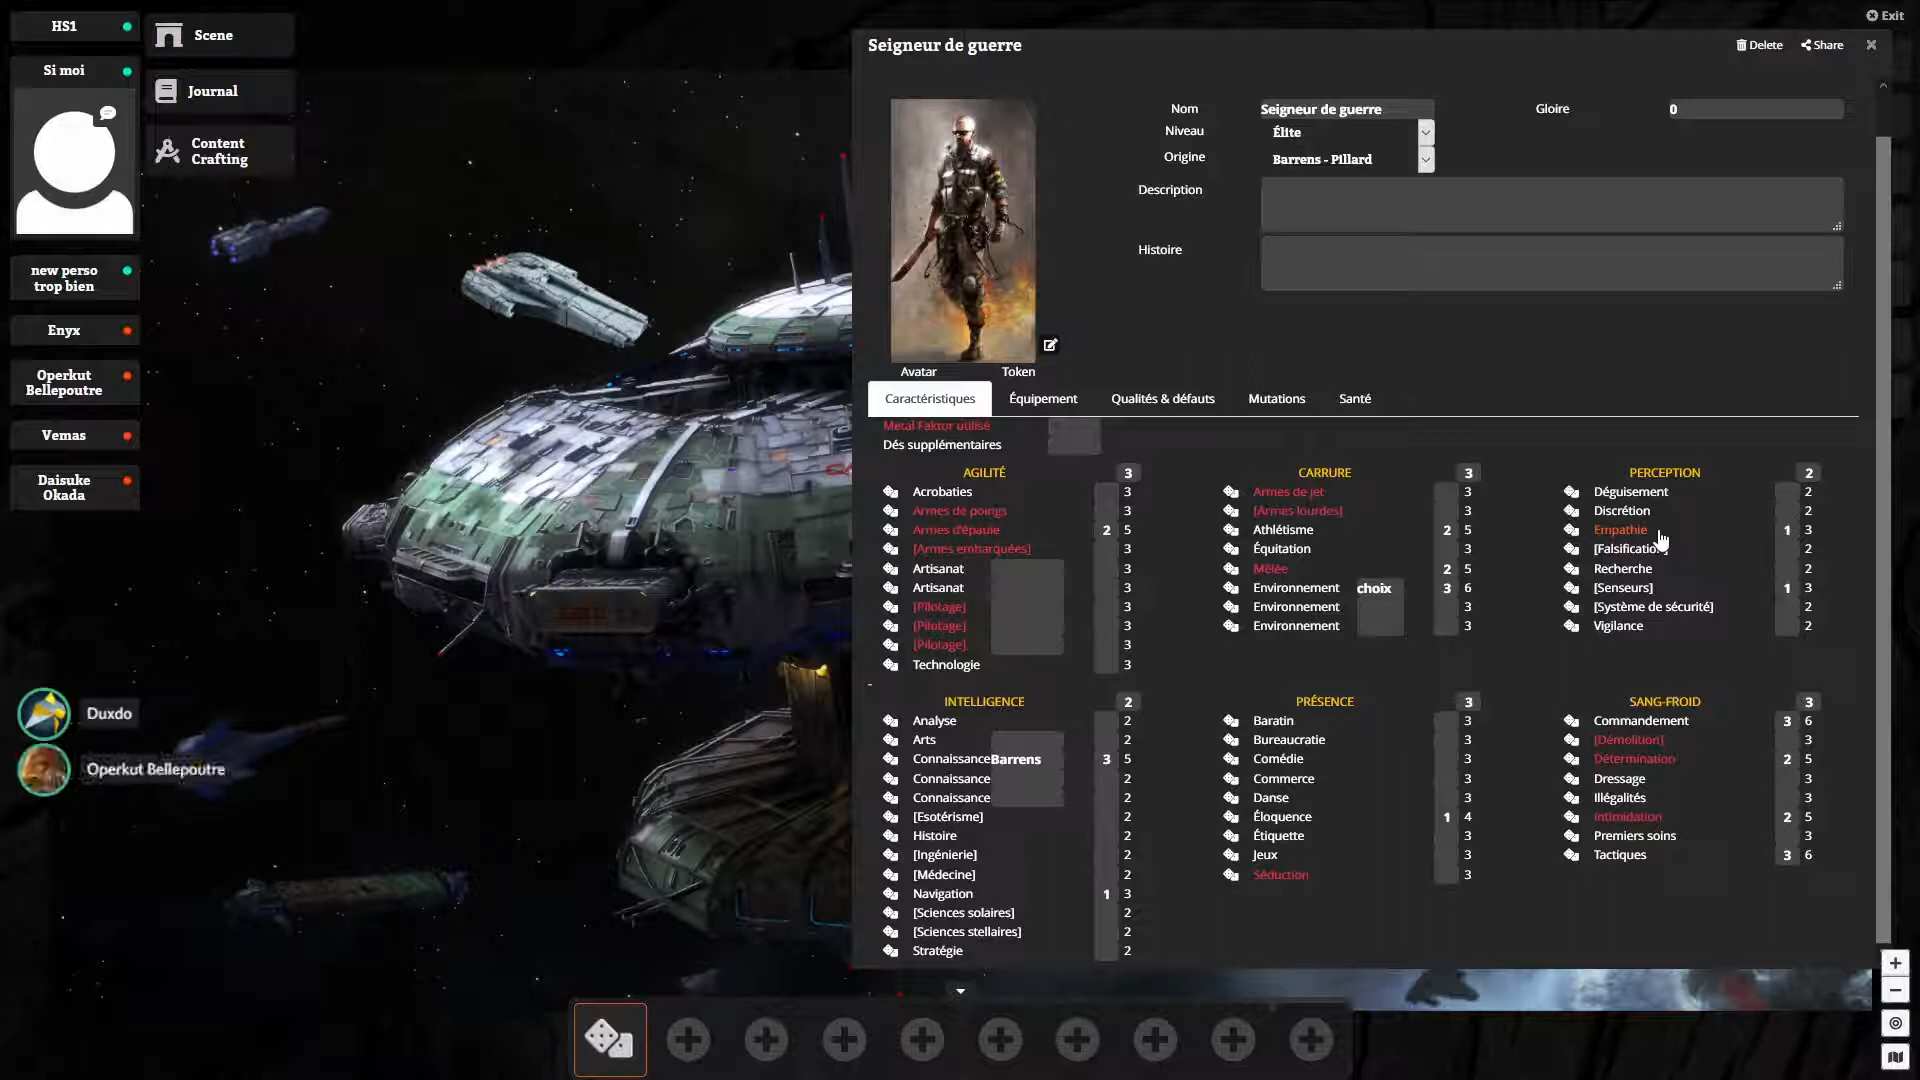 HS1
Si moi
new perso
trop bien
Enyx
Operkut
Bellepoutre
Vemas
Daisuke
Okada
Scene
Journal
Content
Crafting
Duxdo
Operkut Bellepoutre
Exit
Seigneur de guerre
Delete
Share
Nom
Seigneur de guerre
Gloire
0
Niveau
Élite
Origine
Barrens - Pillard
Description
Histoire
Avatar
Token
Caractéristiques
Équipement
Qualités & défauts
Mutations
Santé
Metal Faktor utilisé
Dés supplémentaires
AGILITÉ 3
Acrobaties 3
Armes de poings 3
Armes d'épaule 2 5
[Armes embarquées] 3
Artisanat 3
Artisanat 3
[Pilotage] 3
[Pilotage] 3
[Pilotage] 3
Technologie 3
CARRURE 3
Armes de jet 3
[Armes lourdes] 3
Athlétisme 2 5
Équitation 3
Mêlée 2 5
Environnement choix 3 6
Environnement 3
Environnement 3
PERCEPTION 2
Déguisement 2
Discrétion 2
Empathie 1 3
[Falsification] 2
Recherche 2
[Senseurs] 1 3
[Système de sécurité] 2
Vigilance 2
-
INTELLIGENCE 2
Analyse 2
Arts 2
Connaissance Barrens 3 5
Connaissance 2
Connaissance 2
[Esotérisme] 2
Histoire 2
[Ingénierie] 2
[Médecine] 2
Navigation 1 3
[Sciences solaires] 2
[Sciences stellaires] 2
Stratégie 2
PRÉSENCE 3
Baratin 3
Bureaucratie 3
Comédie 3
Commerce 3
Danse 3
Éloquence 1 4
Étiquette 3
Jeux 3
Séduction 3
SANG-FROID 3
Commandement 3 6
[Démolition] 3
Détermination 2 5
Dressage 3
Illégalités 3
Intimidation 2 5
Premiers soins 3
Tactiques 3 6